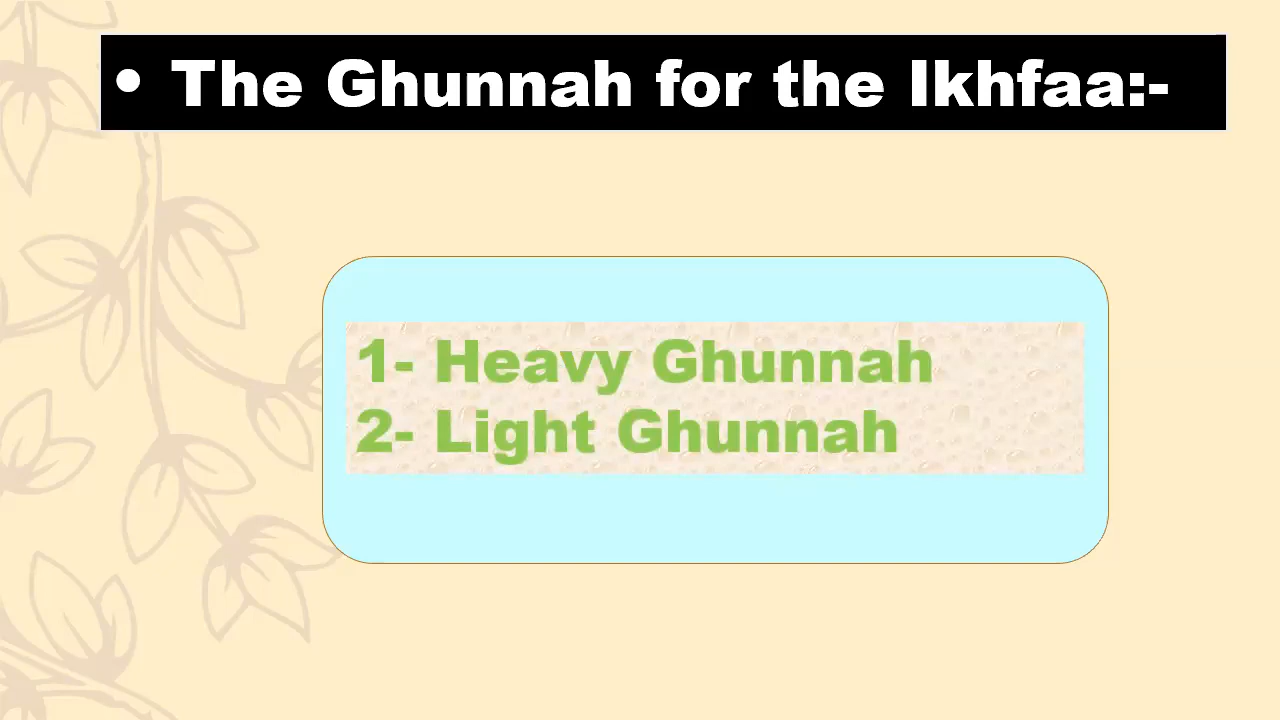 • The Ghunnah for the Ikhfaa:-
1- Heavy Ghunnah
2- Light Ghunnah